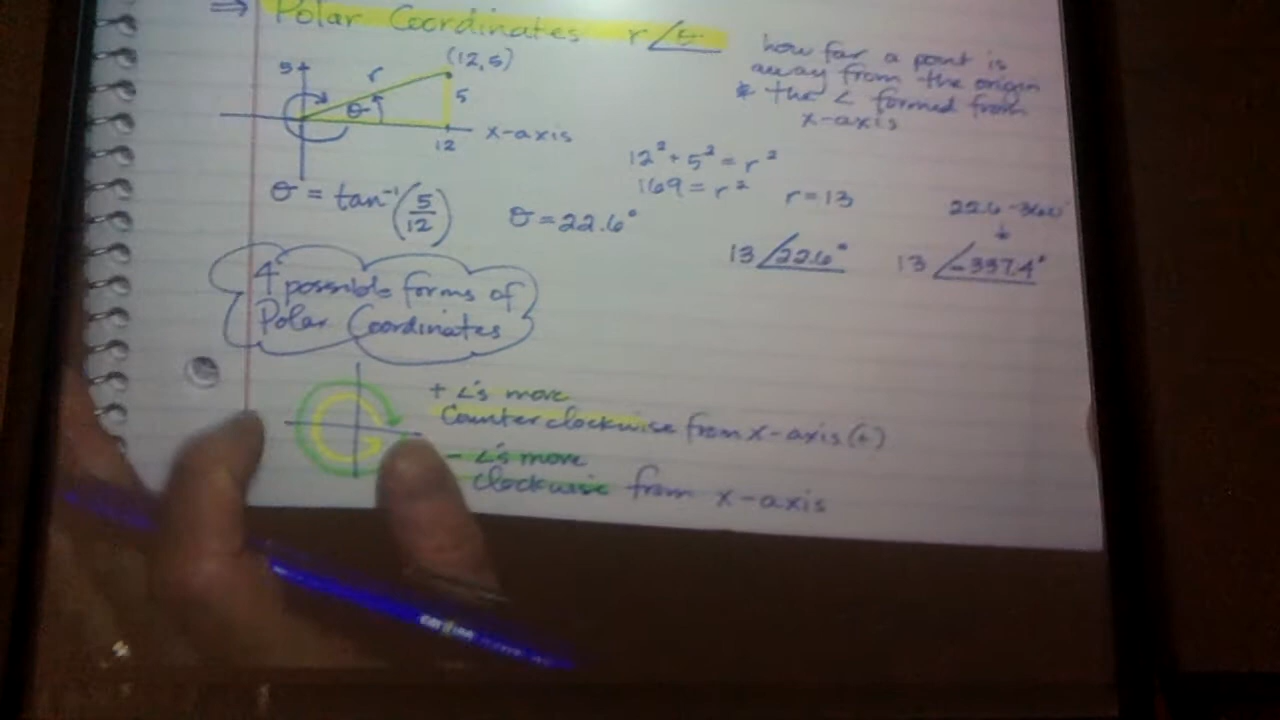 ⇒ Polar Coordinates r∠θ
how far a point is
away from the origin
* the ∠ formed from
x-axis
(12,5)
5
r
θ
5
x-axis
12
12² + 5² = r²
169 = r²
r = 13
θ = tan⁻¹(5/12)
θ = 22.6°
22.6 - 360
13∠22.6°
13∠-337.4°
4 possible forms of
Polar Coordinates
+ ∠'s move
Counterclockwise from x-axis (+)
- ∠'s move
clockwise from x-axis